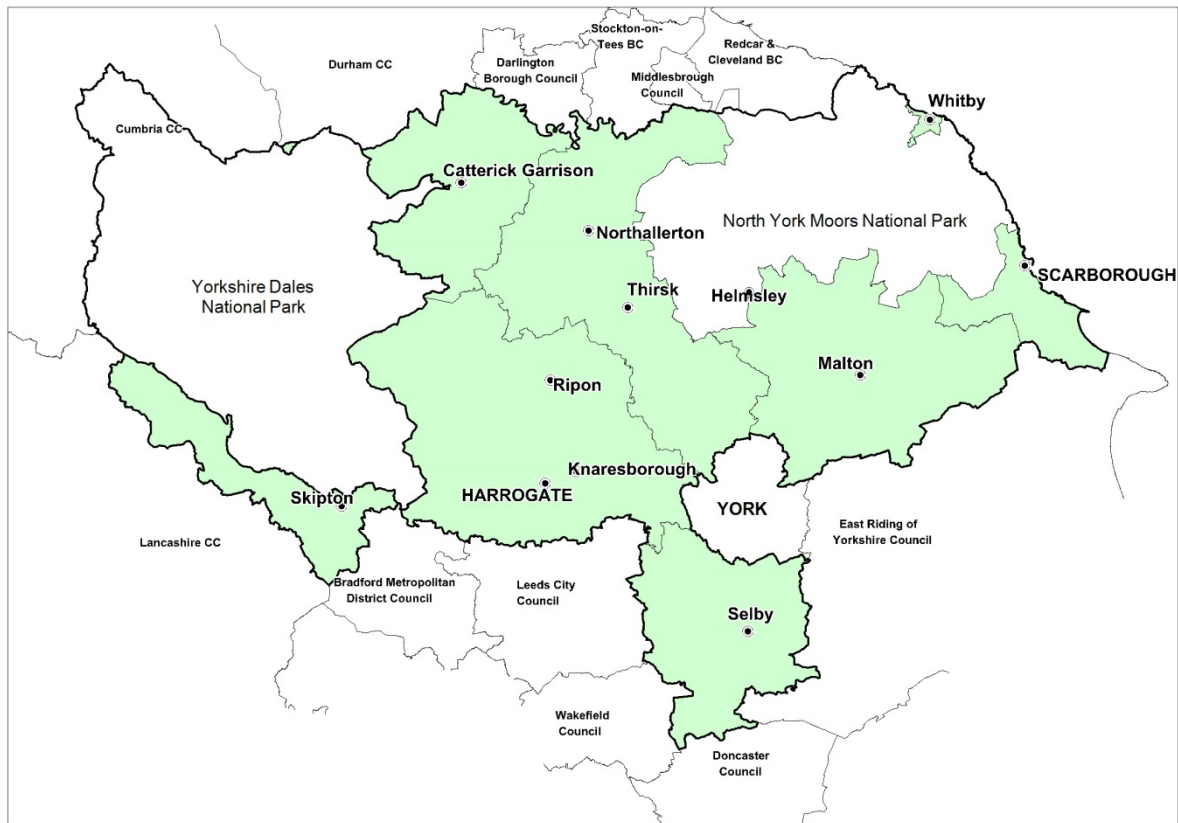 Stockton-on-
Tees BC
Redcar &
Cleveland BC
Durham CC
Darlington
Borough Council
Middlesbrough
Council
Whitby
Cumbria CC
Catterick Garrison
North York Moors National Park
Northallerton
SCARBOROUGH
Yorkshire Dales
National Park
Thirsk
Helmsley
Malton
Ripon
Knaresborough
HARROGATE
Skipton
YORK
East Riding of
Yorkshire Council
Lancashire CC
Bradford Metropolitan
District Council
Leeds City
Council
Selby
Wakefield
Council
Doncaster
Council